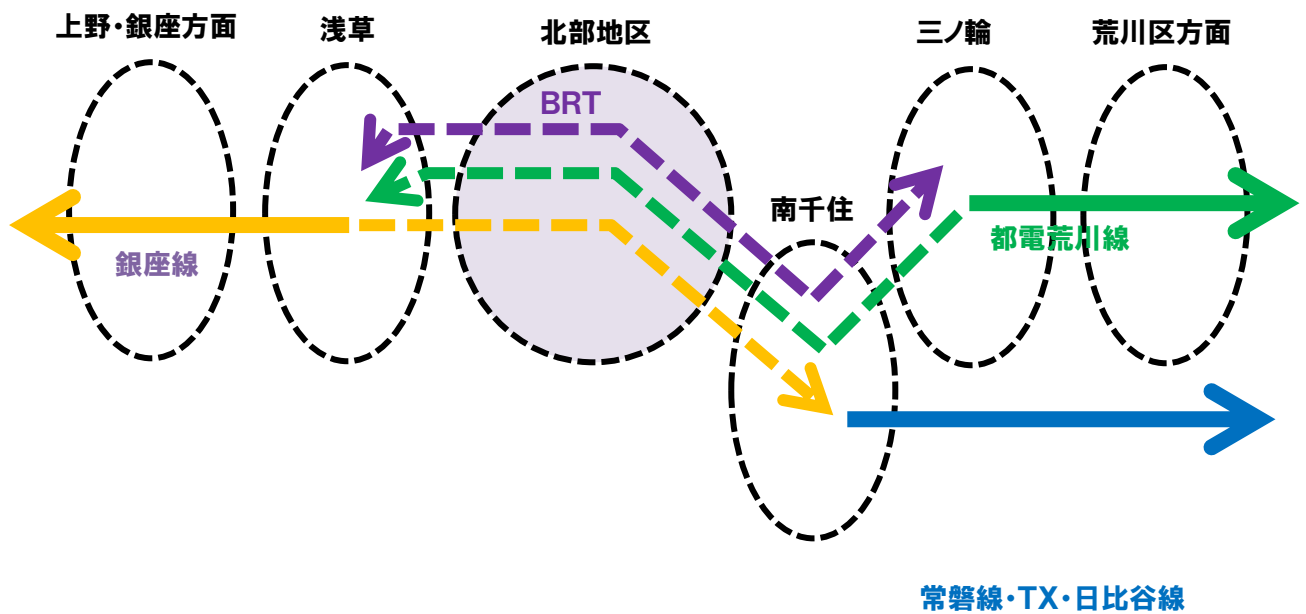 上野・銀座方面
浅草
北部地区
三ノ輪
荒川区方面
BRT
南千住
都電荒川線
銀座線
常磐線・TX・日比谷線